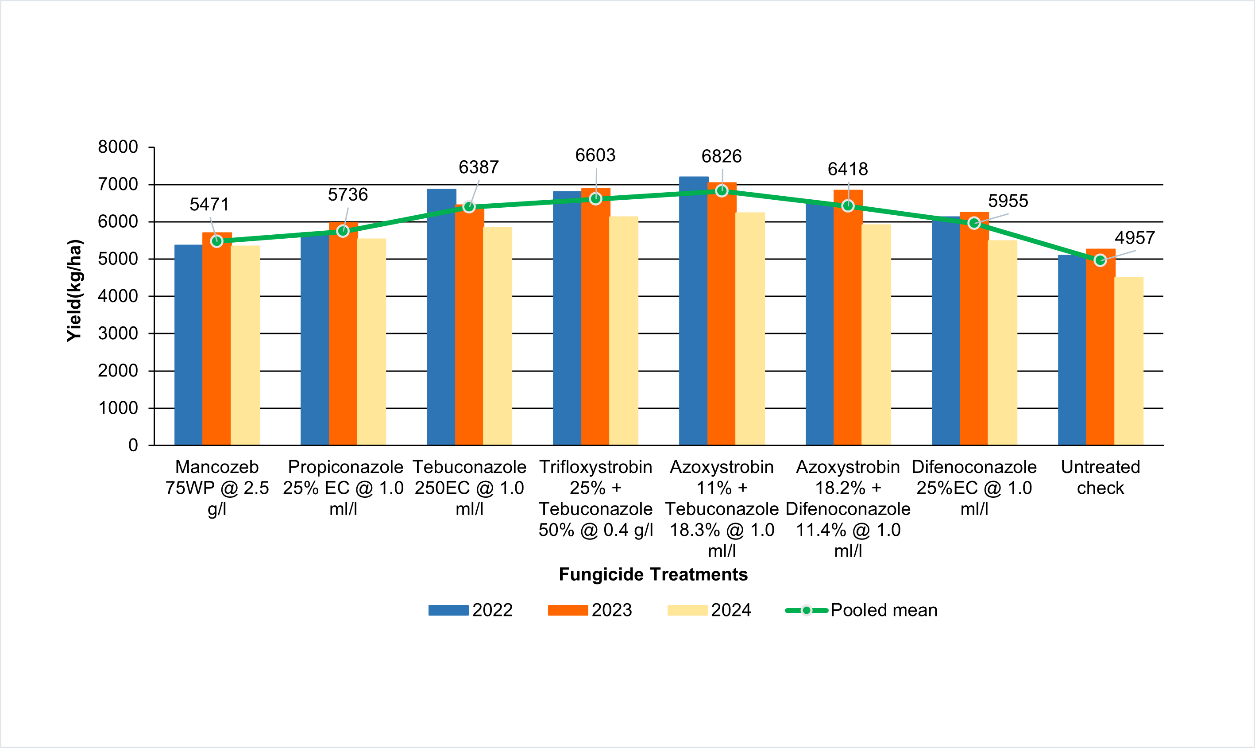 8000
7000
6000
5000
4000
3000
2000
1000
0
Yield(kg/ha)
5471
5736
6387
6603
6826
6418
5955
4957
Mancozeb
75WP @ 2.5
g/l
Propiconazole
25% EC @ 1.0
ml/l
Tebuconazole
250EC @ 1.0
ml/l
Trifloxystrobin
25% +
Tebuconazole
50% @ 0.4 g/l
Azoxystrobin
11% +
Tebuconazole
18.3% @ 1.0
ml/l
Azoxystrobin
18.2% +
Difenoconazole
11.4% @ 1.0
ml/l
Difenoconazole
25%EC @ 1.0
ml/l
Untreated
check
Fungicide Treatments
2022
2023
2024
Pooled mean